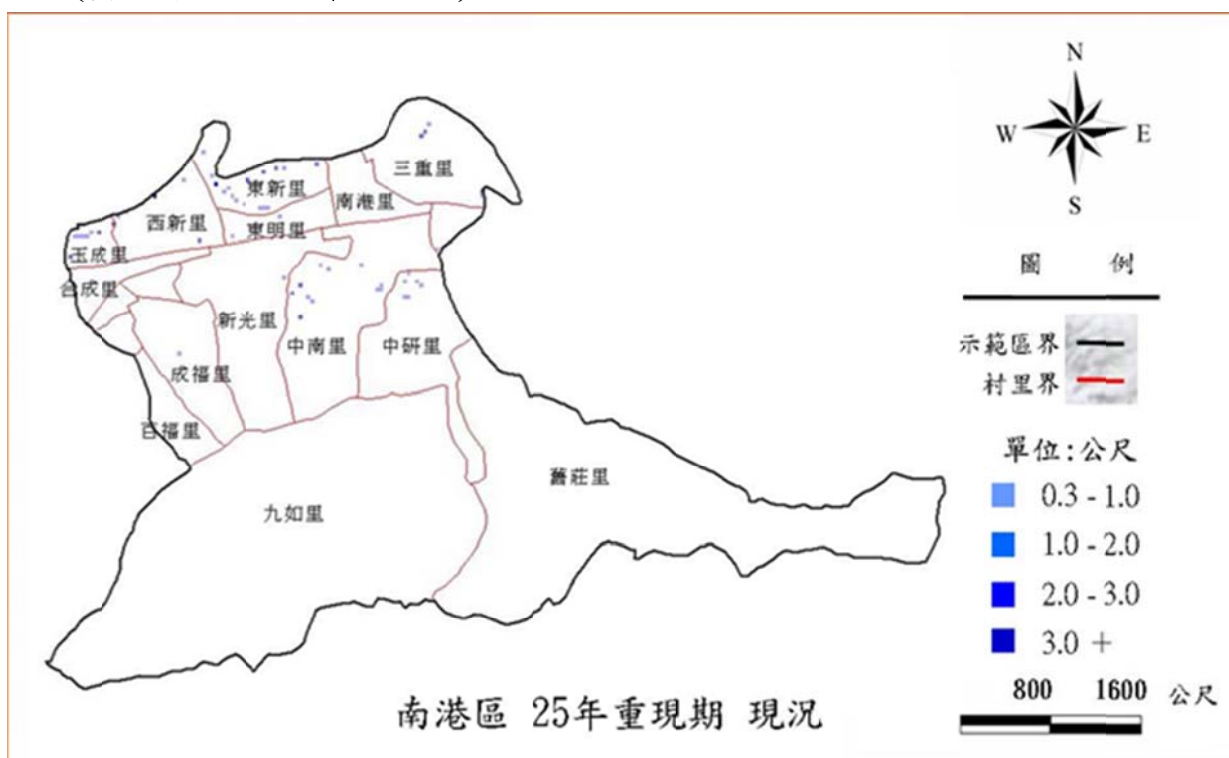 N
W
E
S
三重里
東新里
南港里
西新里
東明里
玉成里
合成里
新光里
中南里
中研里
成福里
百福里
舊莊里
九如里
圖 例
示範區界
村里界
單位:公尺
0.3 - 1.0
1.0 - 2.0
2.0 - 3.0
3.0 +
800 1600 公尺
南港區 25年重現期 現況